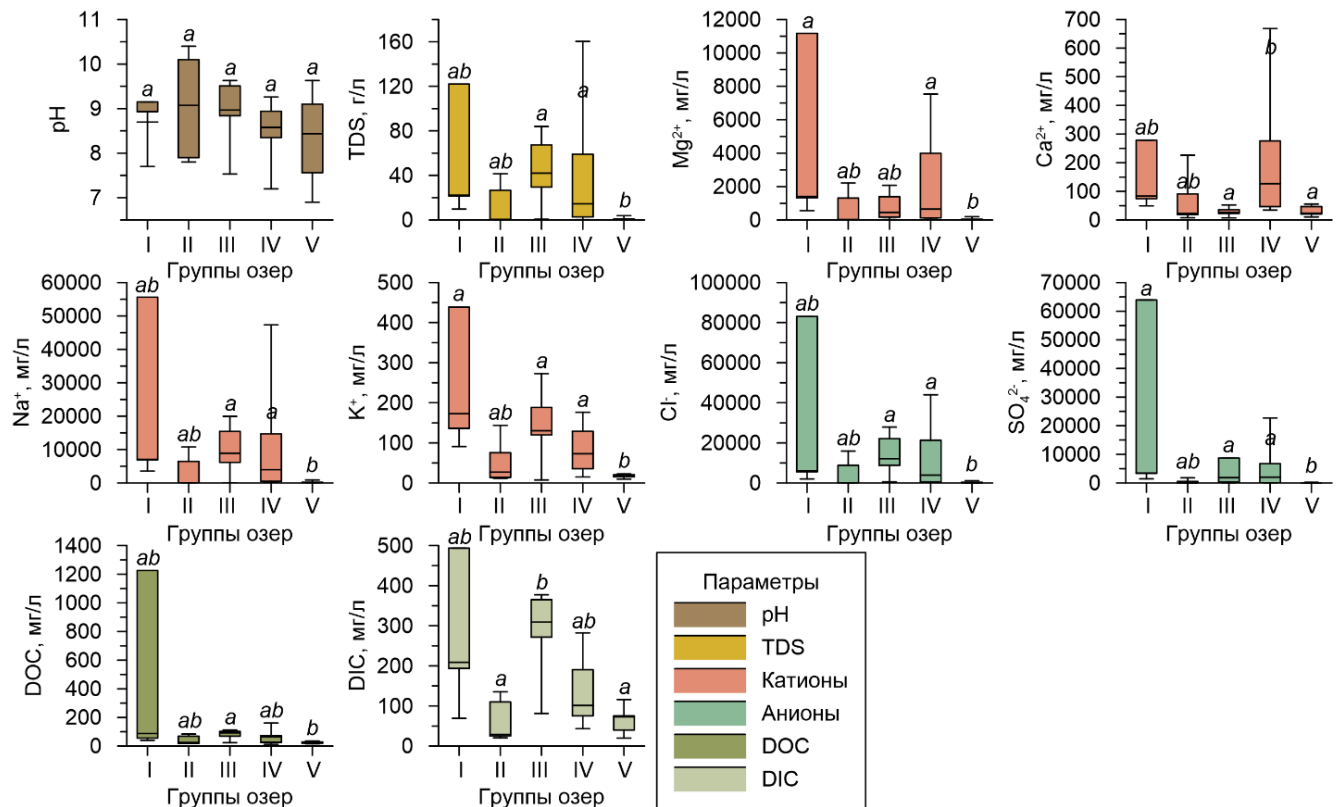 pH
11
10
9
8
7
a
a
a
a
a
I II III IV V
Группы озер
TDS, г/л
160
120
80
40
0
ab
ab
a
a
b
I II III IV V
Группы озер
Mg²⁺, мг/л
12000
10000
8000
6000
4000
2000
0
a
ab
ab
a
b
I II III IV V
Группы озер
Ca²⁺, мг/л
700
600
500
400
300
200
100
0
ab
ab
a
b
a
I II III IV V
Группы озер
Na⁺, мг/л
60000
50000
40000
30000
20000
10000
0
ab
ab
a
a
b
I II III IV V
Группы озер
K⁺, мг/л
500
400
300
200
100
0
a
ab
a
a
b
I II III IV V
Группы озер
Cl⁻, мг/л
100000
80000
60000
40000
20000
0
ab
ab
a
a
b
I II III IV V
Группы озер
SO₄²⁻, мг/л
70000
60000
50000
40000
30000
20000
10000
0
a
ab
a
a
b
I II III IV V
Группы озер
DOC, мг/л
1400
1200
1000
800
600
400
200
0
ab
ab
a
ab
b
I II III IV V
Группы озер
DIC, мг/л
500
400
300
200
100
0
ab
a
b
ab
a
I II III IV V
Группы озер
Параметры
pH
TDS
Катионы
Анионы
DOC
DIC